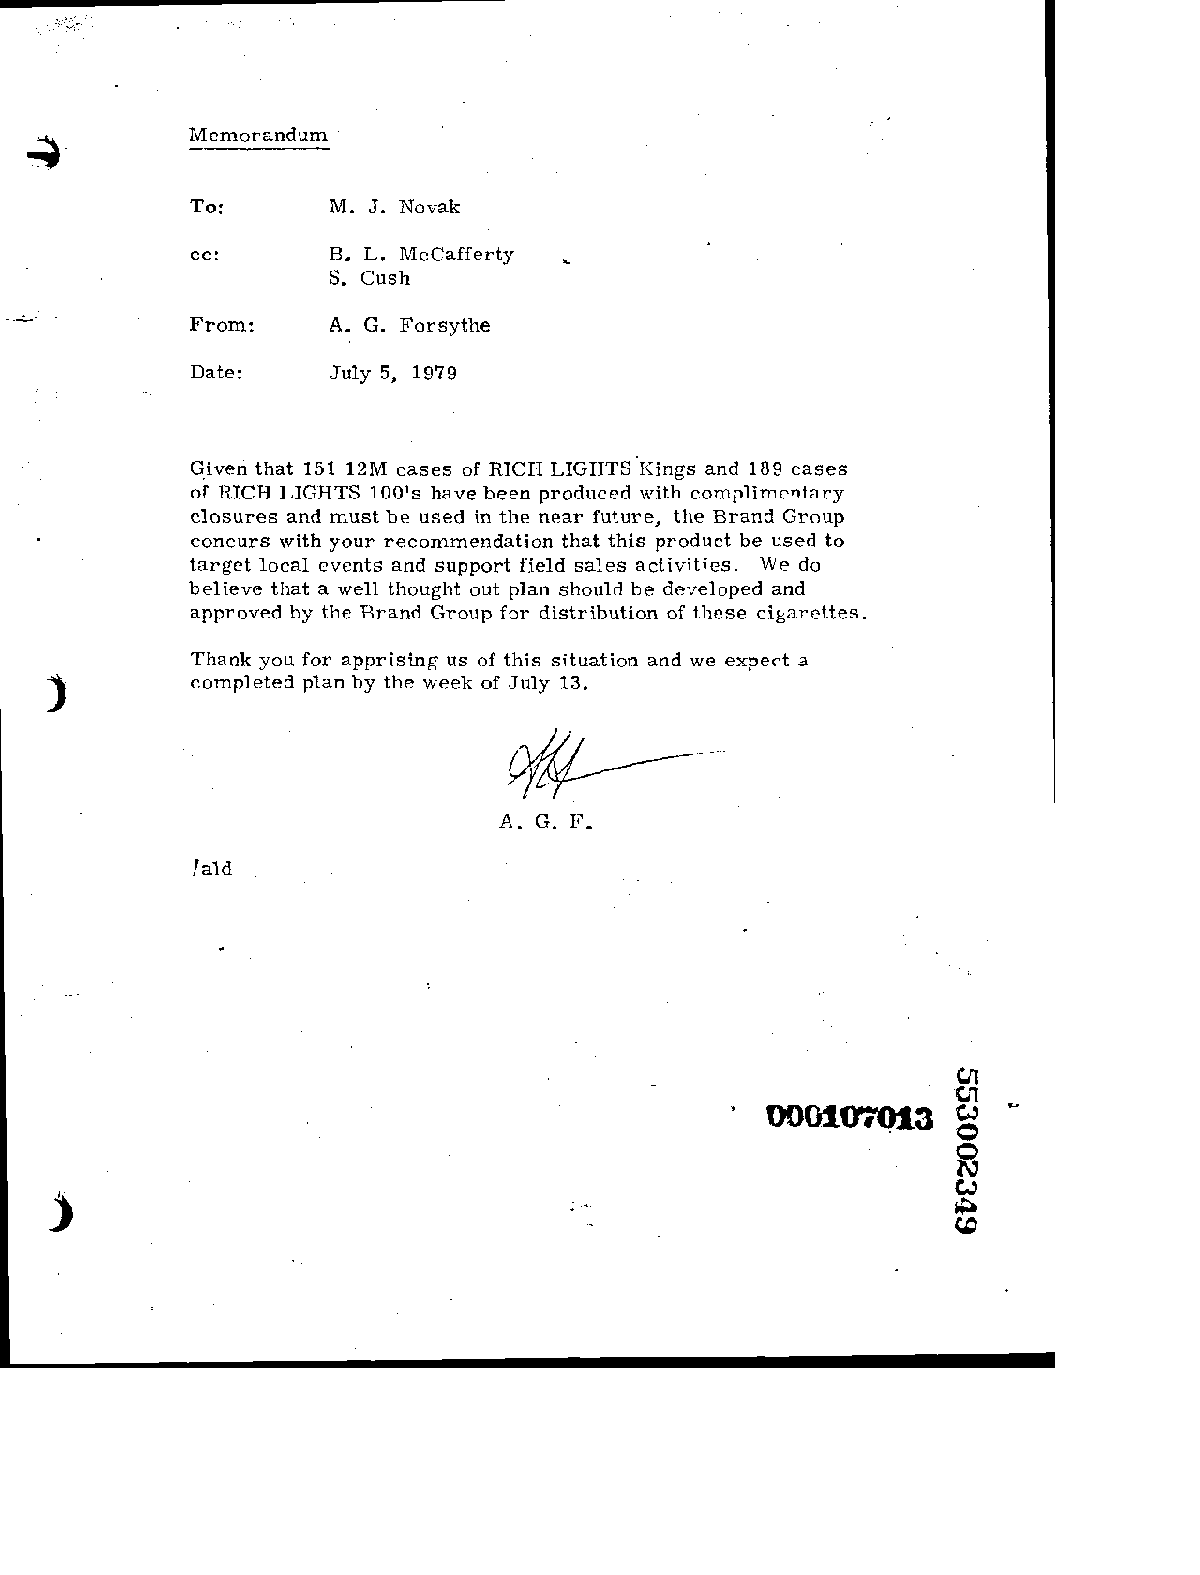 Memorandum
To: M. J. Novak
cc: B. L. McCafferty
S. Cush
From: A. G. Forsythe
Date: July 5, 1979
Given that 151 12M cases of RICH LIGHTS Kings and 189 cases
of RICH LIGHTS 100's have been produced with complimentary
closures and must be used in the near future, the Brand Group
concurs with your recommendation that this product be used to
target local events and support field sales activities. We do
believe that a well thought out plan should be developed and
approved by the Brand Group for distribution of these cigarettes.
Thank you for apprising us of this situation and we expect a
completed plan by the week of July 13.
A. G. F.
/ald
000107013
553002349